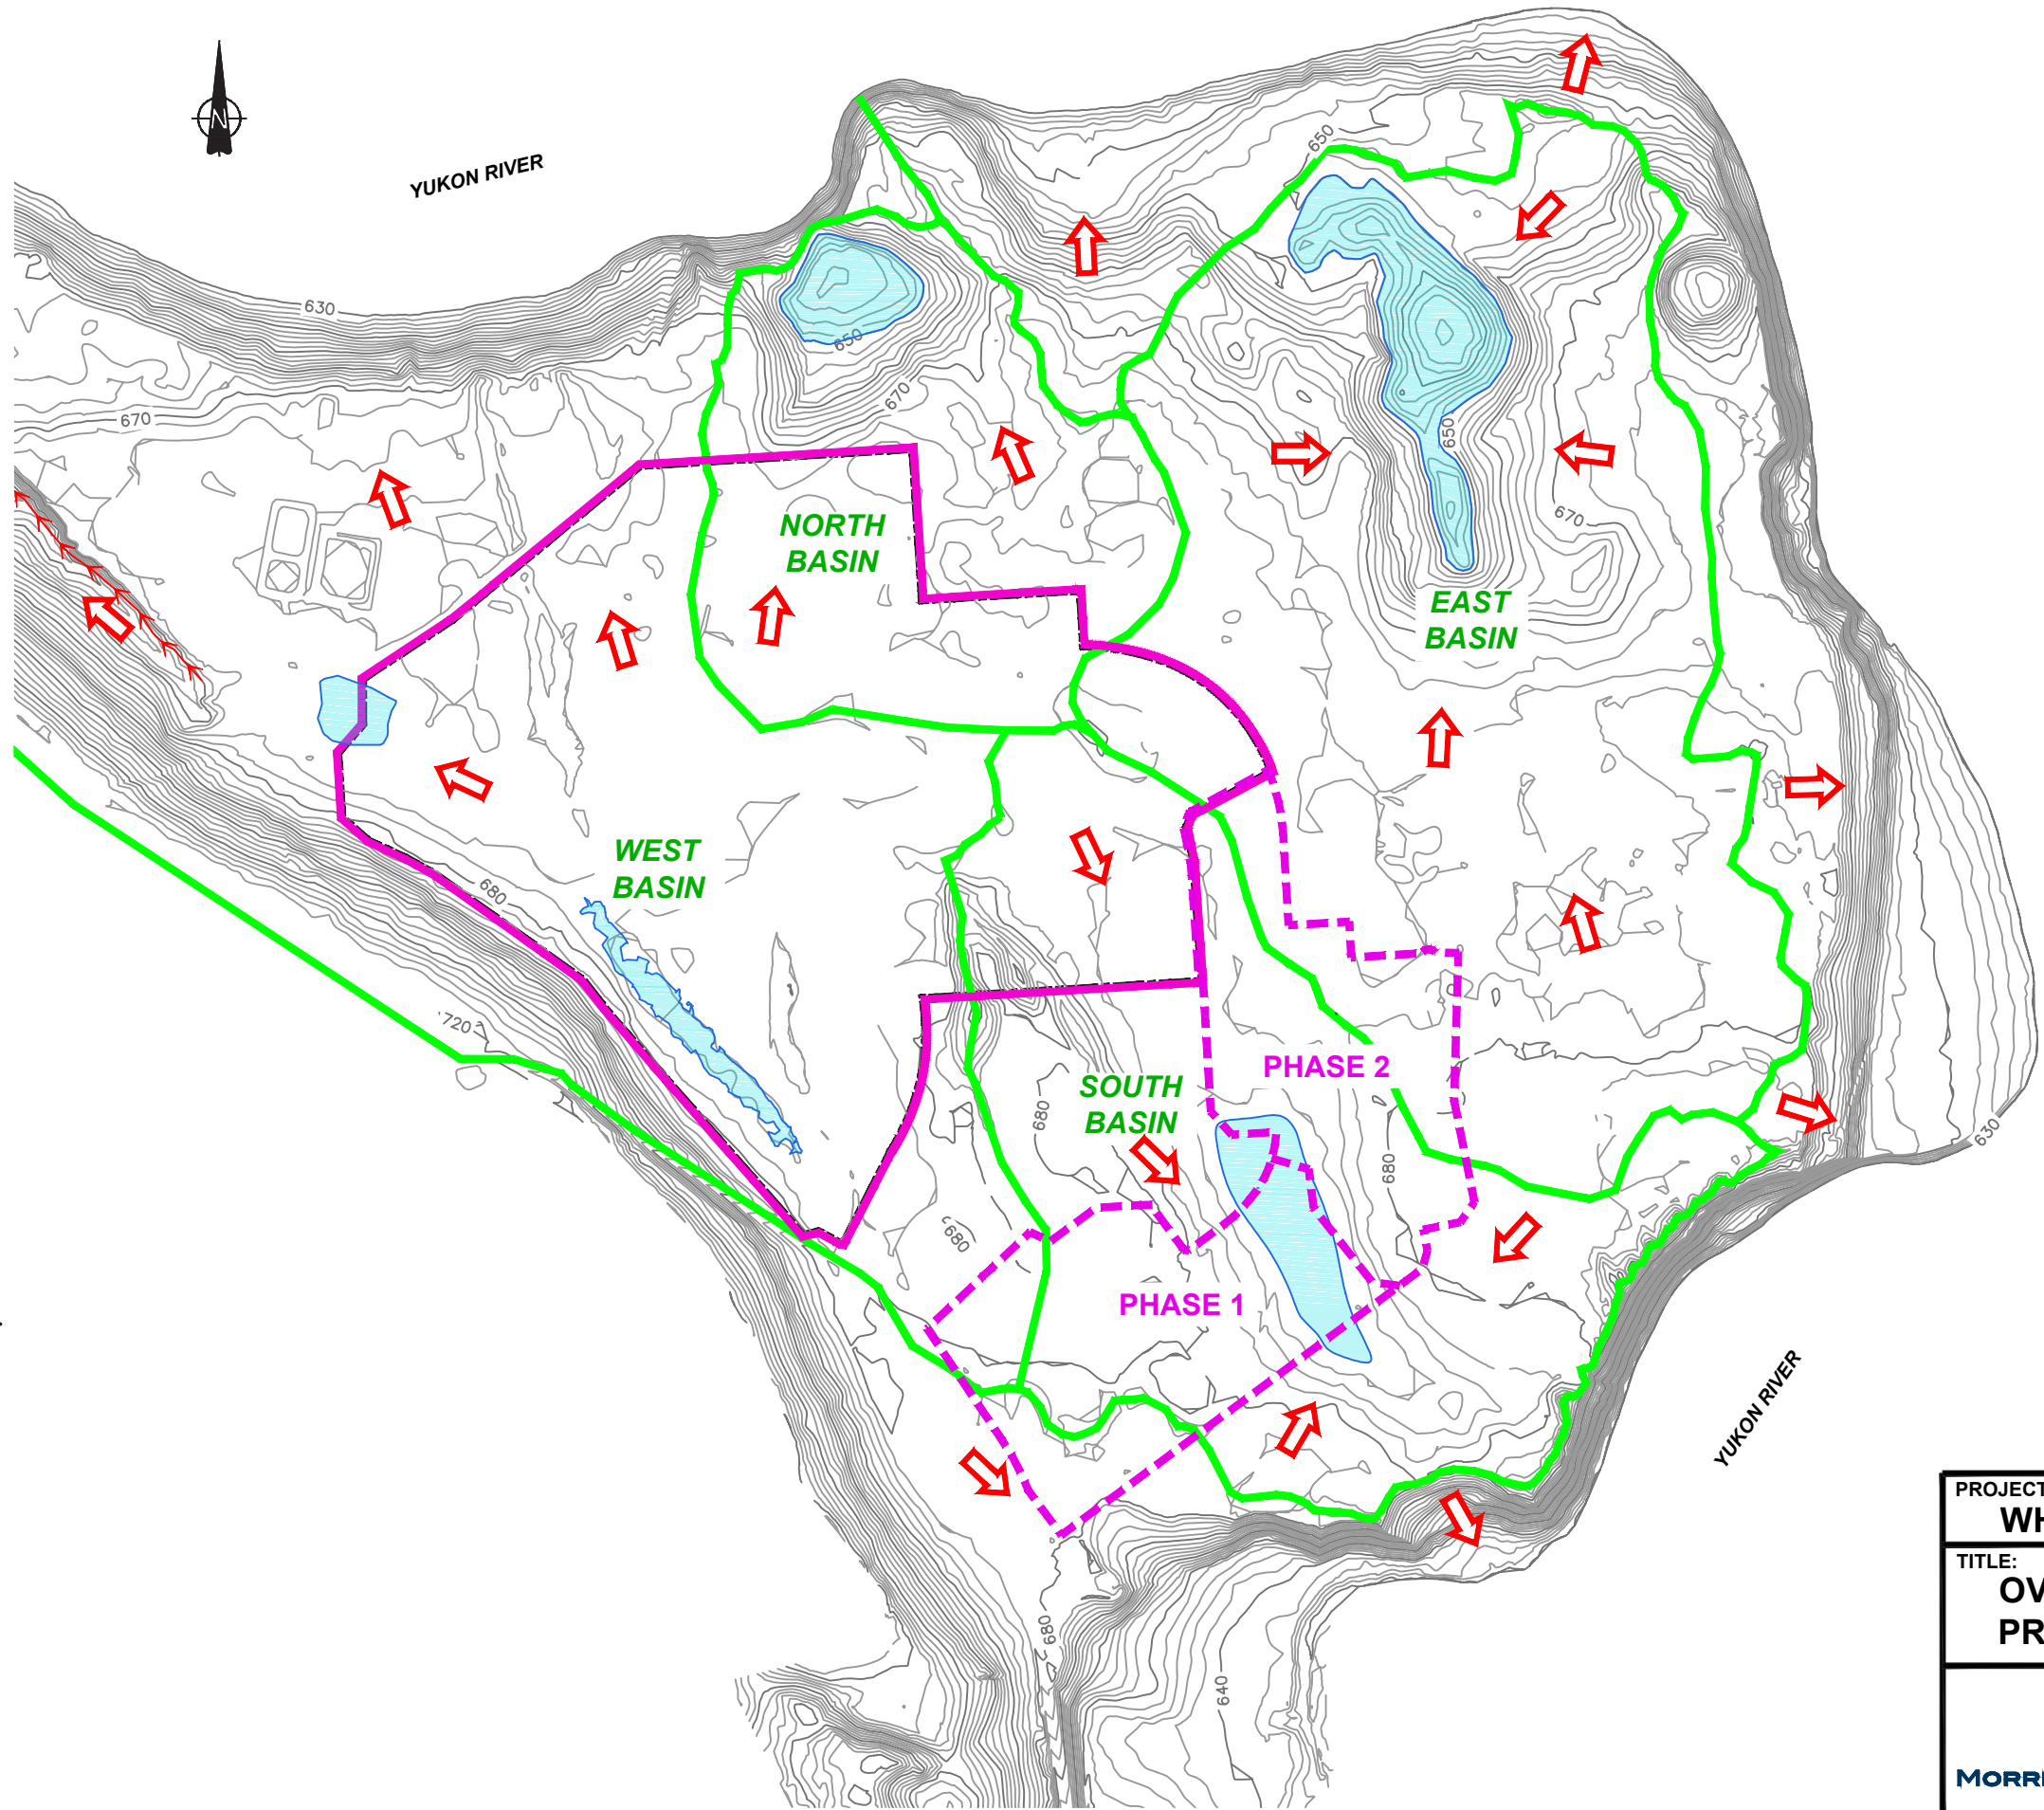 650
N
YUKON RIVER
630
650
670
670
650
670
NORTH
BASIN
EAST
BASIN
WEST
BASIN
680
720
PHASE 2
SOUTH
BASIN
680
680
630
680
PHASE 1
YUKON RIVER
680
640
PROJECT
WH
TITLE:
OV
PR
MORR